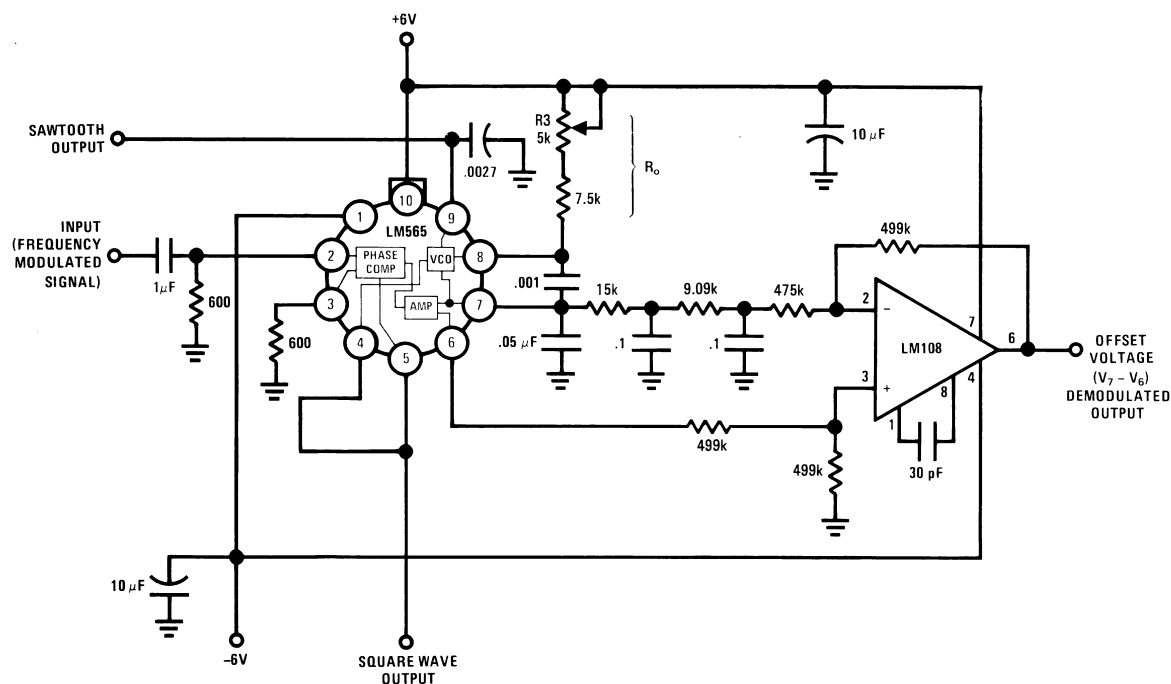 +6V
SAWTOOTH
OUTPUT
.0027
R3
5k
Ro
7.5k
10 μF
INPUT
(FREQUENCY
MODULATED
SIGNAL)
1μF
600
600
10
1
9
LM565
2
PHASE
COMP
VCO
8
3
AMP
7
4
5
6
.001
15k
9.09k
475k
499k
.05 μF
.1
.1
2
−
7
LM108
6
3
+
8
4
1
30 pF
OFFSET
VOLTAGE
(V7 − V6)
DEMODULATED
OUTPUT
499k
499k
10 μF
−6V
SQUARE WAVE
OUTPUT